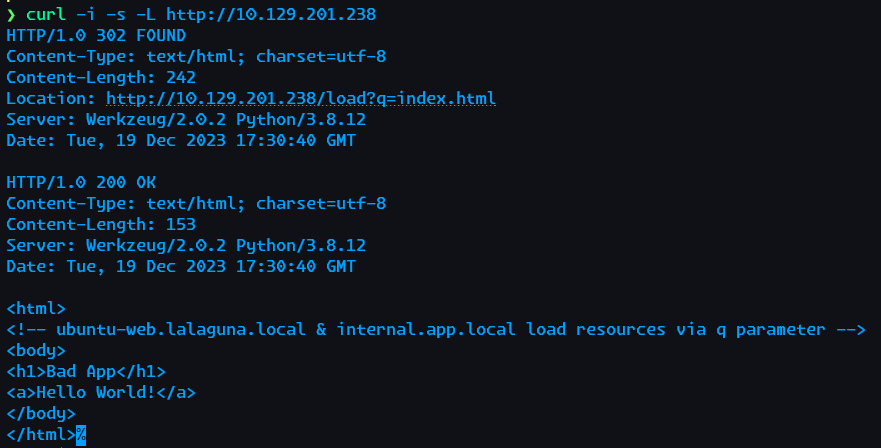 ❯ curl -i -s -L http://10.129.201.238
HTTP/1.0 302 FOUND
Content-Type: text/html; charset=utf-8
Content-Length: 242
Location: http://10.129.201.238/load?q=index.html
Server: Werkzeug/2.0.2 Python/3.8.12
Date: Tue, 19 Dec 2023 17:30:40 GMT

HTTP/1.0 200 OK
Content-Type: text/html; charset=utf-8
Content-Length: 153
Server: Werkzeug/2.0.2 Python/3.8.12
Date: Tue, 19 Dec 2023 17:30:40 GMT

<html>
<!-- ubuntu-web.lalaguna.local & internal.app.local load resources via q parameter -->
<body>
<h1>Bad App</h1>
<a>Hello World!</a>
</body>
</html>%